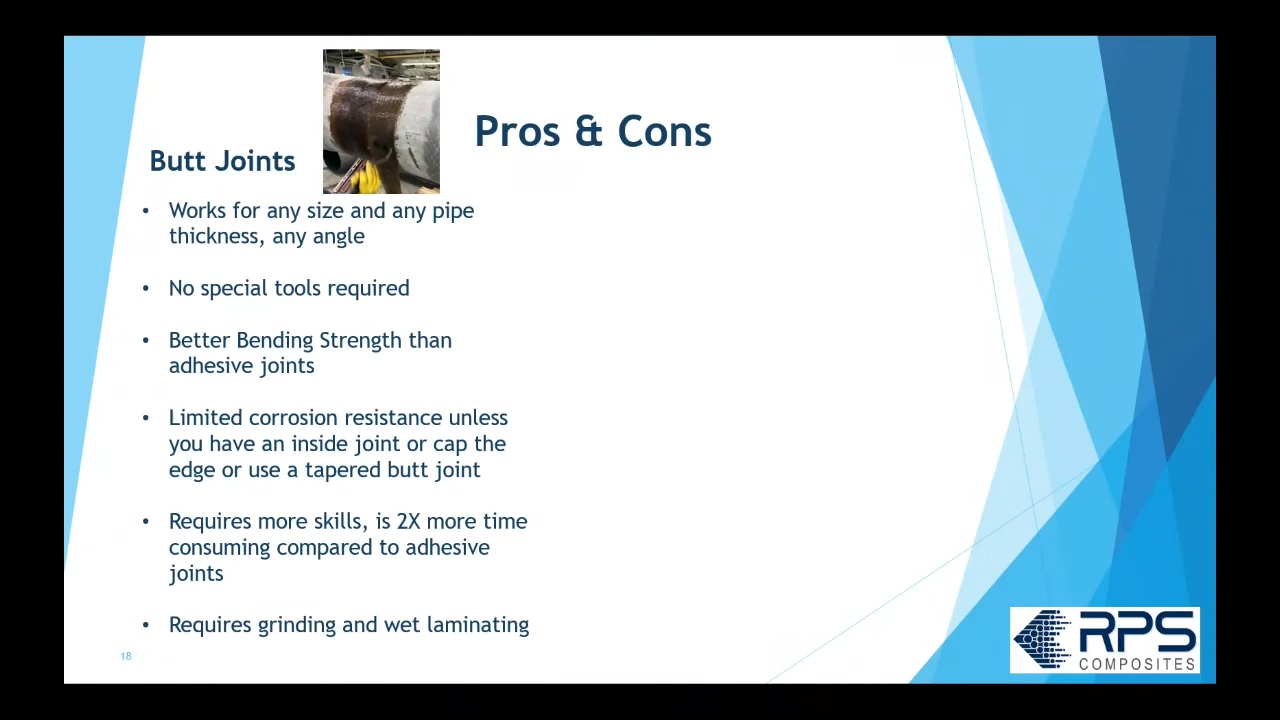 Pros & Cons
Butt Joints
• Works for any size and any pipe
thickness, any angle
• No special tools required
• Better Bending Strength than
adhesive joints
• Limited corrosion resistance unless
you have an inside joint or cap the
edge or use a tapered butt joint
• Requires more skills, is 2X more time
consuming compared to adhesive
joints
• Requires grinding and wet laminating
18
RPS
COMPOSITES